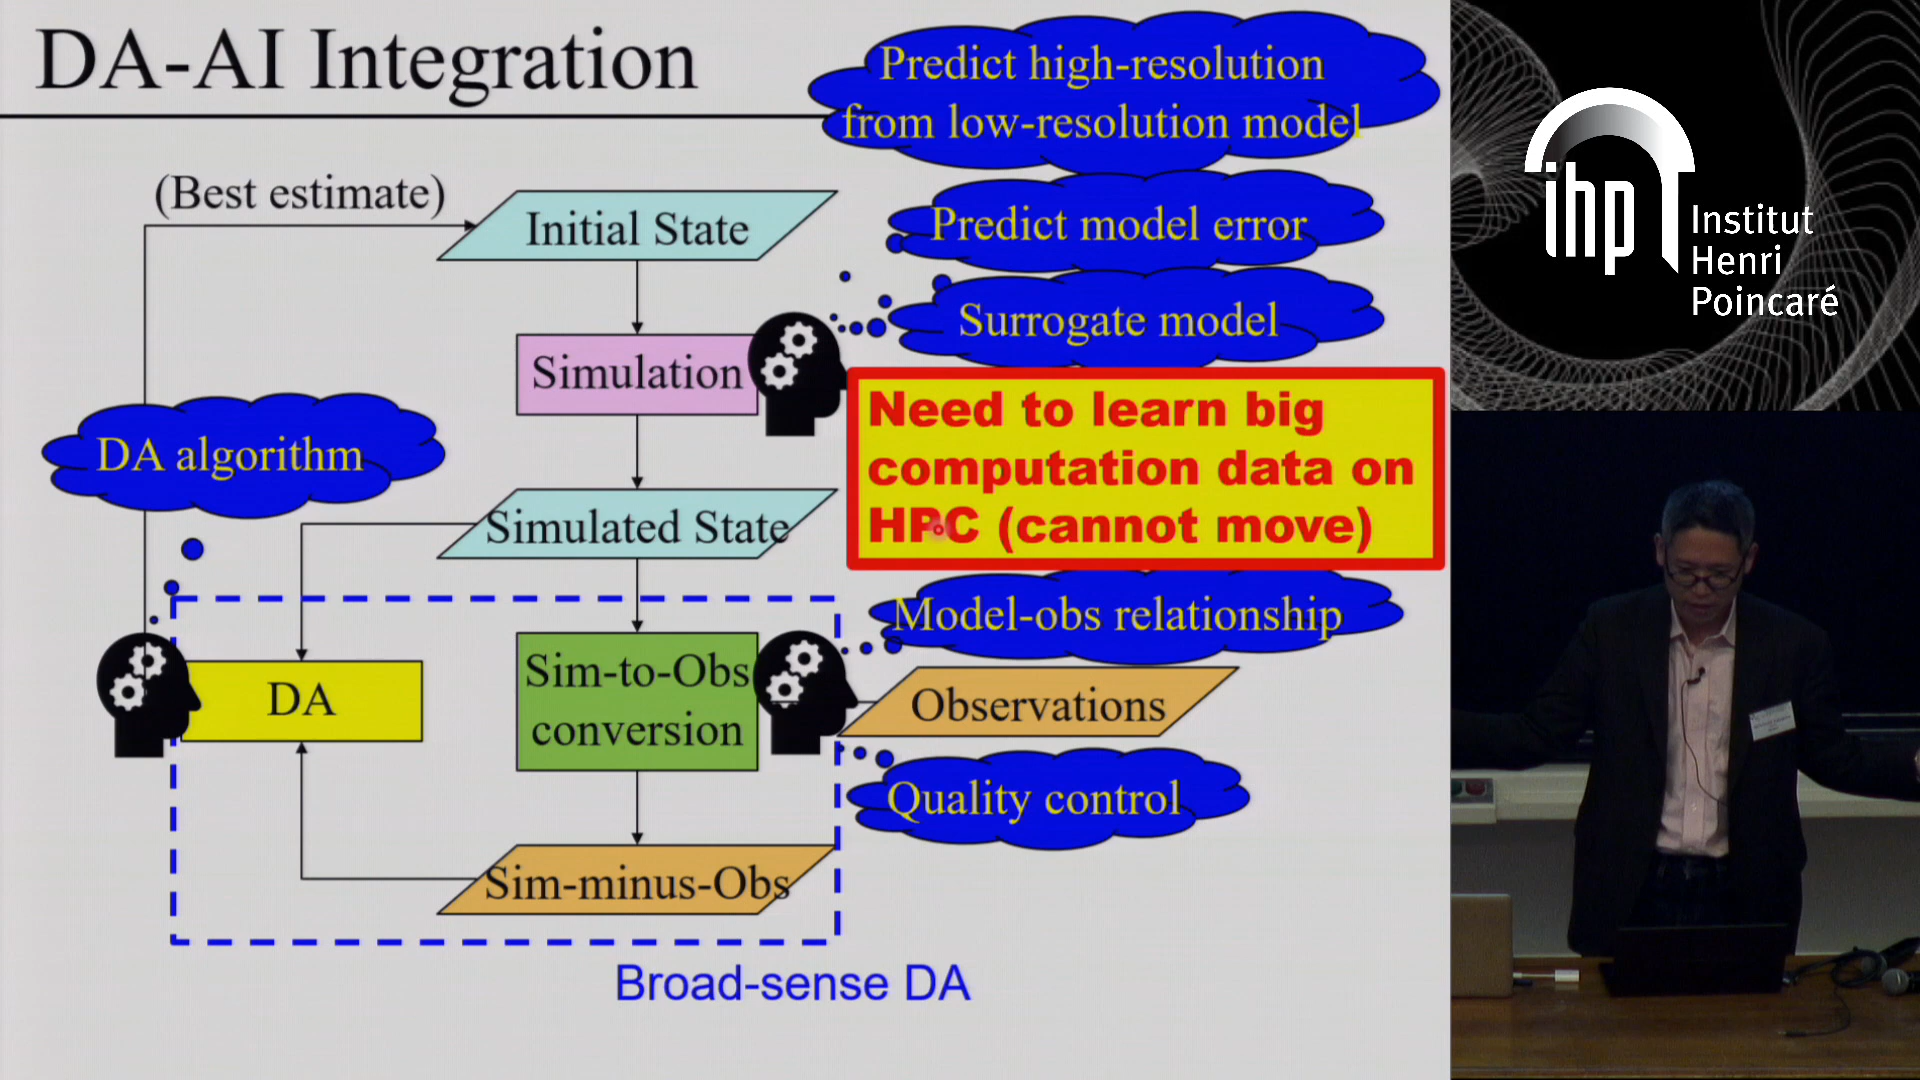 DA-AI Integration
Predict high-resolution
from low-resolution model
(Best estimate)
Initial State
Predict model error
Surrogate model
Simulation
Need to learn big
computation data on
HPC (cannot move)
DA algorithm
Simulated State
Model-obs relationship
Sim-to-Obs
conversion
DA
Observations
Quality control
Sim-minus-Obs
Broad-sense DA
ihp
Institut
Henri
Poincaré